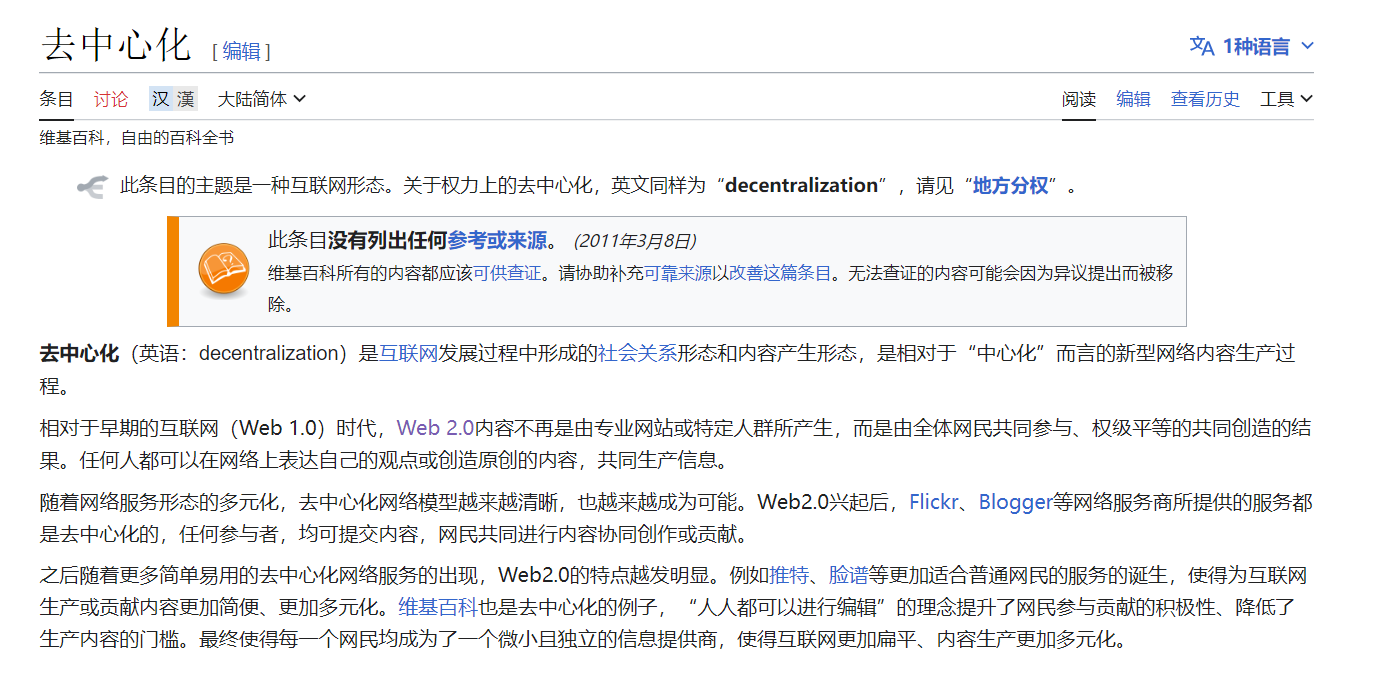 去中心化 [ 编辑 ]
文A 1种语言
条目 讨论 汉 漢 大陆简体
阅读 编辑 查看历史 工具
维基百科，自由的百科全书
此条目的主题是一种互联网形态。关于权力上的去中心化，英文同样为“decentralization”，请见“地方分权”。
此条目没有列出任何参考或来源。 (2011年3月8日)
维基百科所有的内容都应该可供查证。请协助补充可靠来源以改善这篇条目。无法查证的内容可能会因为异议提出而被移
除。
去中心化（英语：decentralization）是互联网发展过程中形成的社会关系形态和内容产生形态，是相对于“中心化”而言的新型网络内容生产过
程。
相对于早期的互联网（Web 1.0）时代，Web 2.0内容不再是由专业网站或特定人群所产生，而是由全体网民共同参与、权级平等的共同创造的结
果。任何人都可以在网络上表达自己的观点或创造原创的内容，共同生产信息。
随着网络服务形态的多元化，去中心化网络模型越来越清晰，也越来越成为可能。Web2.0兴起后，Flickr、Blogger等网络服务商所提供的服务都
是去中心化的，任何参与者，均可提交内容，网民共同进行内容协同创作或贡献。
之后随着更多简单易用的去中心化网络服务的出现，Web2.0的特点越发明显。例如推特、脸谱等更加适合普通网民的服务的诞生，使得为互联网
生产或贡献内容更加简便、更加多元化。维基百科也是去中心化的例子，“人人都可以进行编辑”的理念提升了网民参与贡献的积极性、降低了
生产内容的门槛。最终使得每一个网民均成为了一个微小且独立的信息提供商，使得互联网更加扁平、内容生产更加多元化。